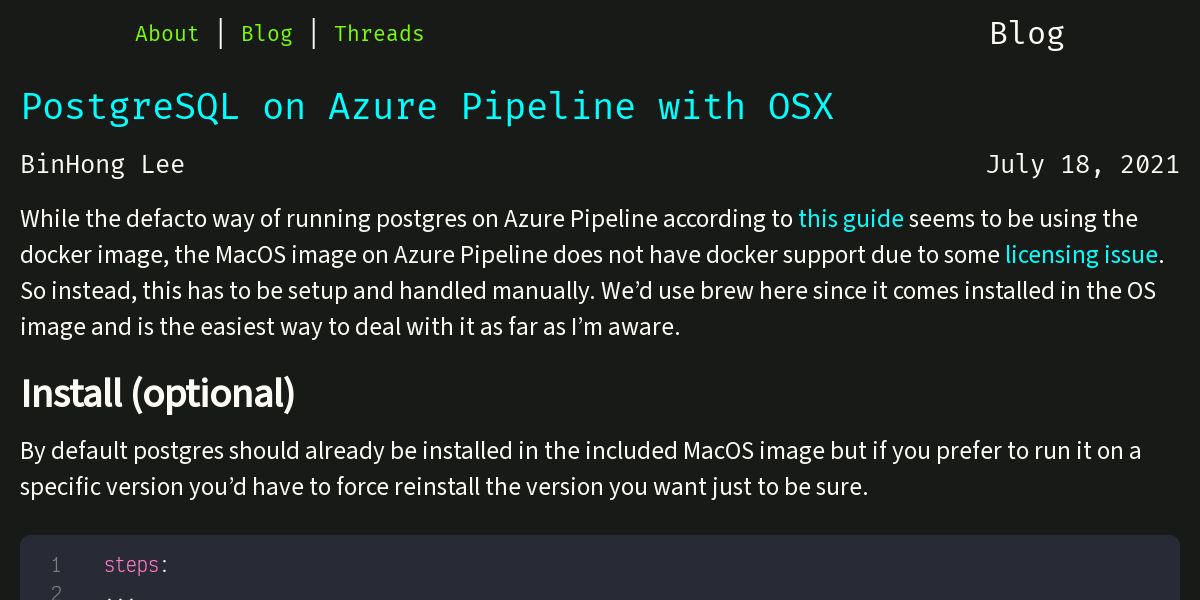 About | Blog | Threads
Blog
PostgreSQL on Azure Pipeline with OSX
BinHong Lee
July 18, 2021
While the defacto way of running postgres on Azure Pipeline according to this guide seems to be using the
docker image, the MacOS image on Azure Pipeline does not have docker support due to some licensing issue.
So instead, this has to be setup and handled manually. We’d use brew here since it comes installed in the OS
image and is the easiest way to deal with it as far as I’m aware.
Install (optional)
By default postgres should already be installed in the included MacOS image but if you prefer to run it on a
specific version you’d have to force reinstall the version you want just to be sure.
1 steps:
2 ...